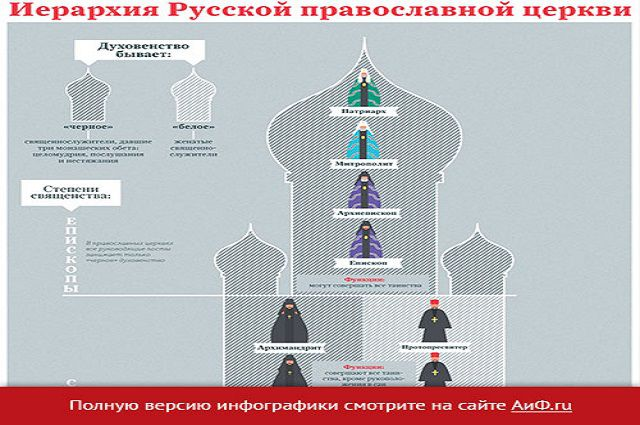 Иерархия Русской православной церкви
Духовенство
бывает:
«черное»
священнослужители, давшие
три монашеских обета:
целомудрия, послушания
и нестяжания
«белое»
женатые
священно-
служители
Степени
священства:
ЕПИСКОПЫ
В православных церквях
все руководящие посты
занимает только
«черное» духовенство
Патриарх
Митрополит
Архиепископ
Епископ
Функции:
могут совершать все таинства
Архимандрит
Протопресвитер
Функции:
совершают все таин-
ства, кроме рукополо-
жения в сан
С
Полную версию инфографики смотрите на сайте АиФ.ru